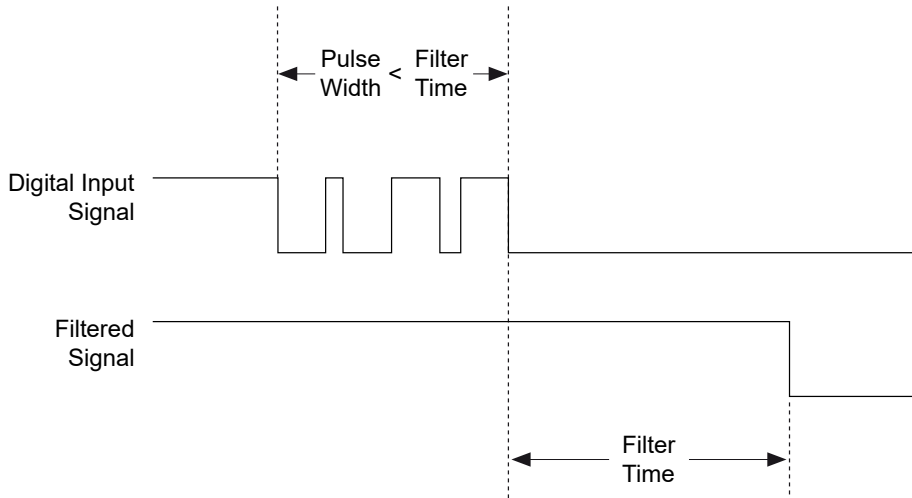 Pulse Width < Filter Time
Digital Input
Signal
Filtered
Signal
Filter
Time